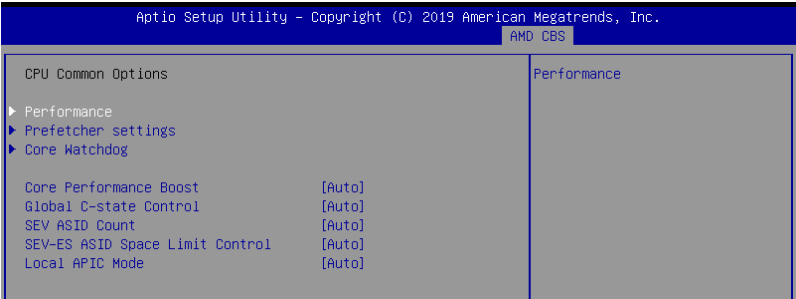 Aptio Setup Utility – Copyright (C) 2019 American Megatrends, Inc.
AMD CBS
CPU Common Options
Performance
Performance
Prefetcher settings
Core Watchdog
Core Performance Boost [Auto]
Global C-state Control [Auto]
SEV ASID Count [Auto]
SEV-ES ASID Space Limit Control [Auto]
Local APIC Mode [Auto]